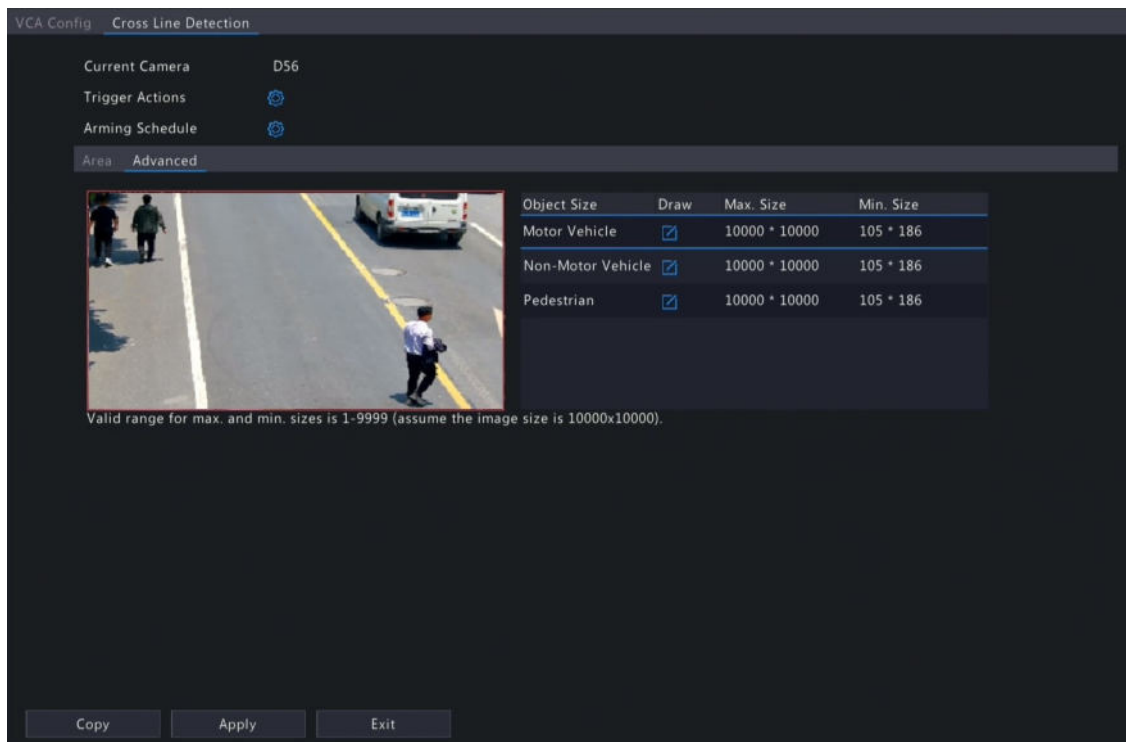 VCA Config Cross Line Detection
Current Camera D56
Trigger Actions
Arming Schedule
Area Advanced
Object Size Draw Max. Size Min. Size
Motor Vehicle 10000 * 10000 105 * 186
Non-Motor Vehicle 10000 * 10000 105 * 186
Pedestrian 10000 * 10000 105 * 186
Valid range for max. and min. sizes is 1-9999 (assume the image size is 10000x10000).
Copy Apply Exit